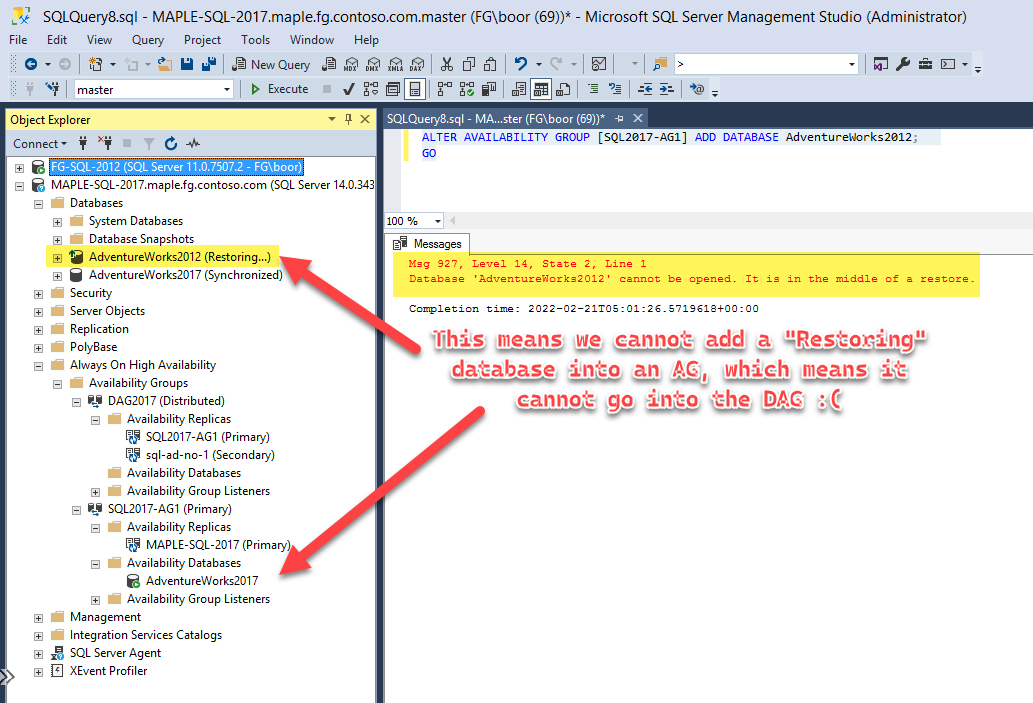 SQLQuery8.sql - MAPLE-SQL-2017.maple.fg.contoso.com.master (FG\boor (69))* - Microsoft SQL Server Management Studio (Administrator)
File Edit View Query Project Tools Window Help
New Query MDX DMX XMLA DAX >
master Execute
Object Explorer
Connect
FG-SQL-2012 (SQL Server 11.0.7507.2 - FG\boor)
MAPLE-SQL-2017.maple.fg.contoso.com (SQL Server 14.0.343
Databases
System Databases
Database Snapshots
AdventureWorks2012 (Restoring...)
AdventureWorks2017 (Synchronized)
Security
Server Objects
Replication
PolyBase
Always On High Availability
Availability Groups
DAG2017 (Distributed)
Availability Replicas
SQL2017-AG1 (Primary)
sql-ad-no-1 (Secondary)
Availability Databases
Availability Group Listeners
SQL2017-AG1 (Primary)
Availability Replicas
MAPLE-SQL-2017 (Primary)
Availability Databases
AdventureWorks2017
Availability Group Listeners
Management
Integration Services Catalogs
SQL Server Agent
XEvent Profiler
SQLQuery8.sql - MA...ster (FG\boor (69))*
ALTER AVAILABILITY GROUP [SQL2017-AG1] ADD DATABASE AdventureWorks2012;
GO
100 %
Messages
Msg 927, Level 14, State 2, Line 1
Database 'AdventureWorks2012' cannot be opened. It is in the middle of a restore.
Completion time: 2022-02-21T05:01:26.5719618+00:00
This means we cannot add a "Restoring"
database into an AG, which means it
cannot go into the DAG :(